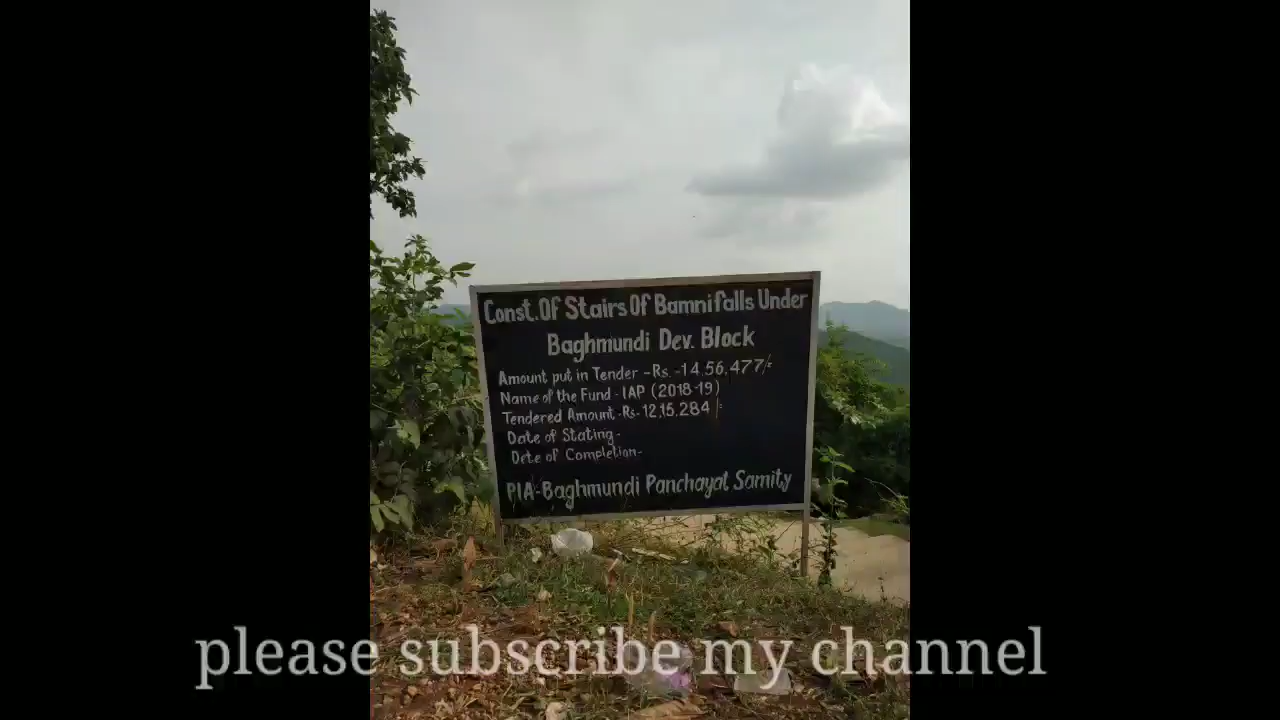 Const. Of Stairs Of Bamnifalls Under
Baghmundi Dev. Block
Amount put in Tender -Rs. -14,56,477/=
Name of the Fund - IAP (2018-19)
Tendered Amount -Rs- 12,15,284/=
Date of Stating -
Dete of Completion-
PIA-Baghmundi Panchayat Samity
please subscribe my channel